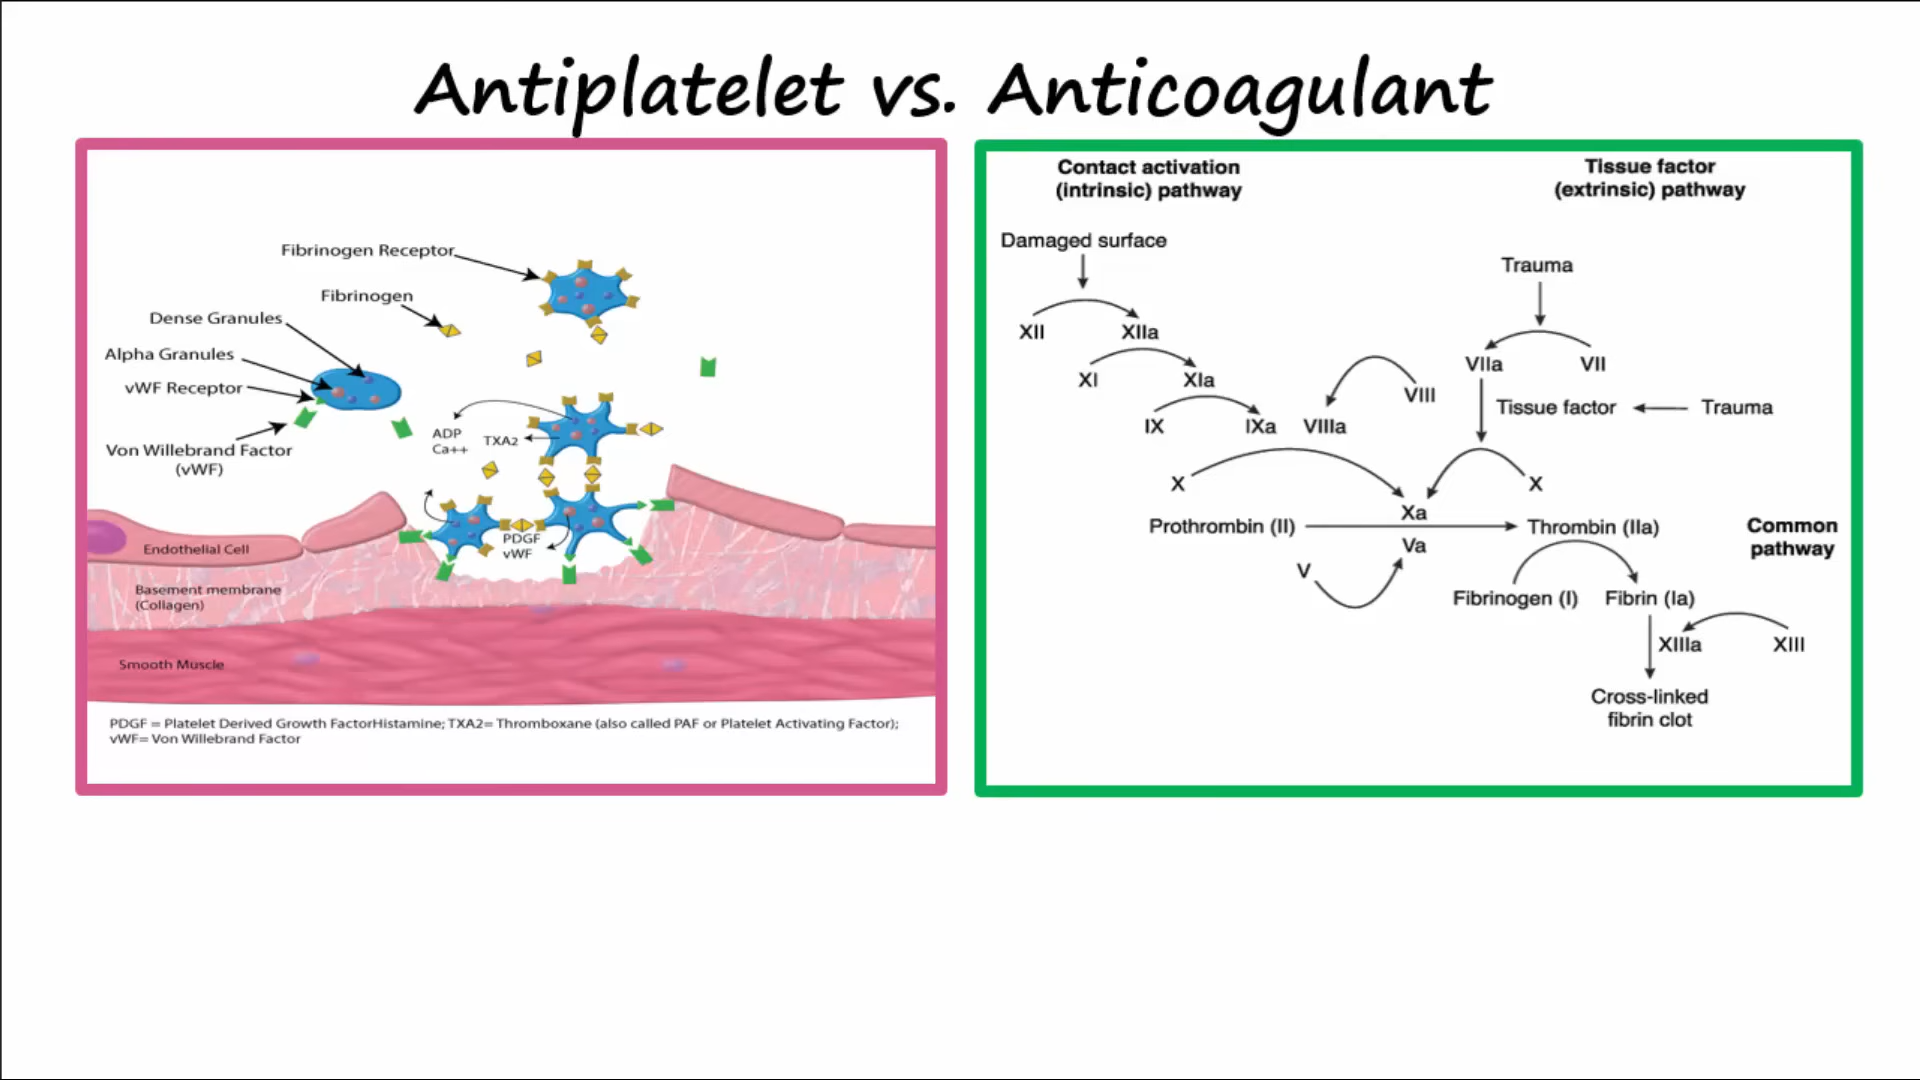 Antiplatelet vs. Anticoagulant
Fibrinogen Receptor
Fibrinogen
Dense Granules
Alpha Granules
vWF Receptor
Von Willebrand Factor
(vWF)
ADP
Ca++
TXA2
PDGF
vWF
Endothelial Cell
Basement membrane
(Collagen)
Smooth Muscle
PDGF = Platelet Derived Growth FactorHistamine; TXA2= Thromboxane (also called PAF or Platelet Activating Factor);
vWF= Von Willebrand Factor
Contact activation
(intrinsic) pathway
Tissue factor
(extrinsic) pathway
Damaged surface
Trauma
XII
XIIa
VIIa
VII
XI
XIa
VIII
Tissue factor
Trauma
IX
IXa
VIIIa
X
X
Xa
Prothrombin (II)
Thrombin (IIa)
Common
pathway
Va
V
Fibrinogen (I)
Fibrin (Ia)
XIIIa
XIII
Cross-linked
fibrin clot